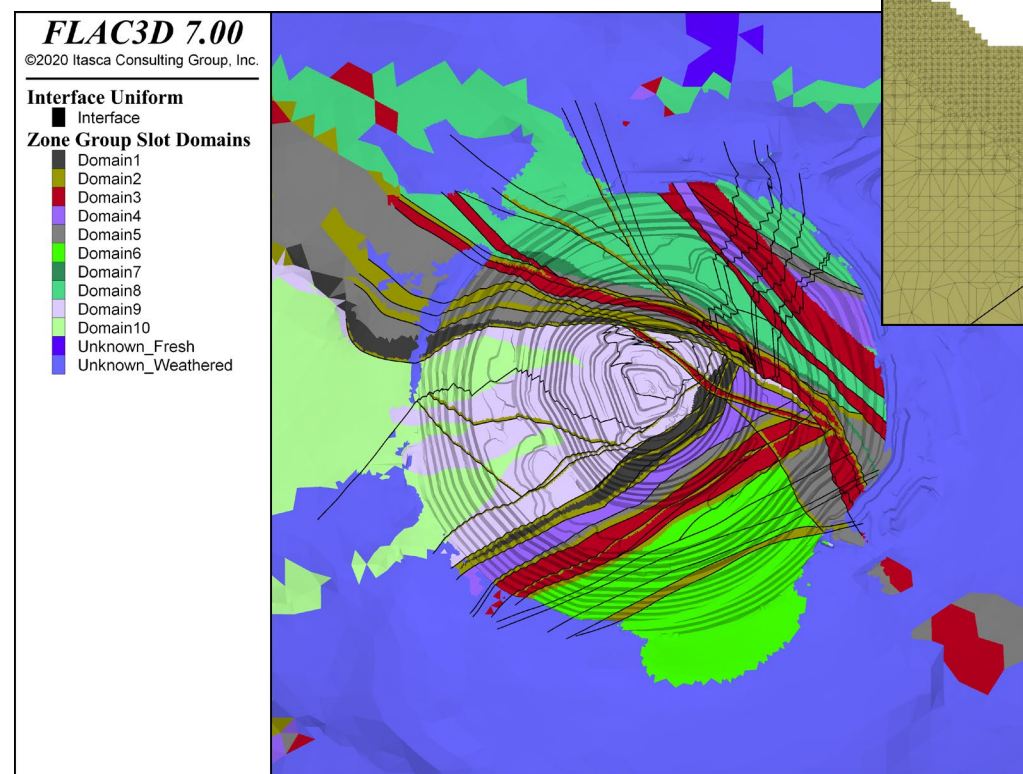 FLAC3D 7.00
©2020 Itasca Consulting Group, Inc.
Interface Uniform
Interface
Zone Group Slot Domains
Domain1
Domain2
Domain3
Domain4
Domain5
Domain6
Domain7
Domain8
Domain9
Domain10
Unknown_Fresh
Unknown_Weathered